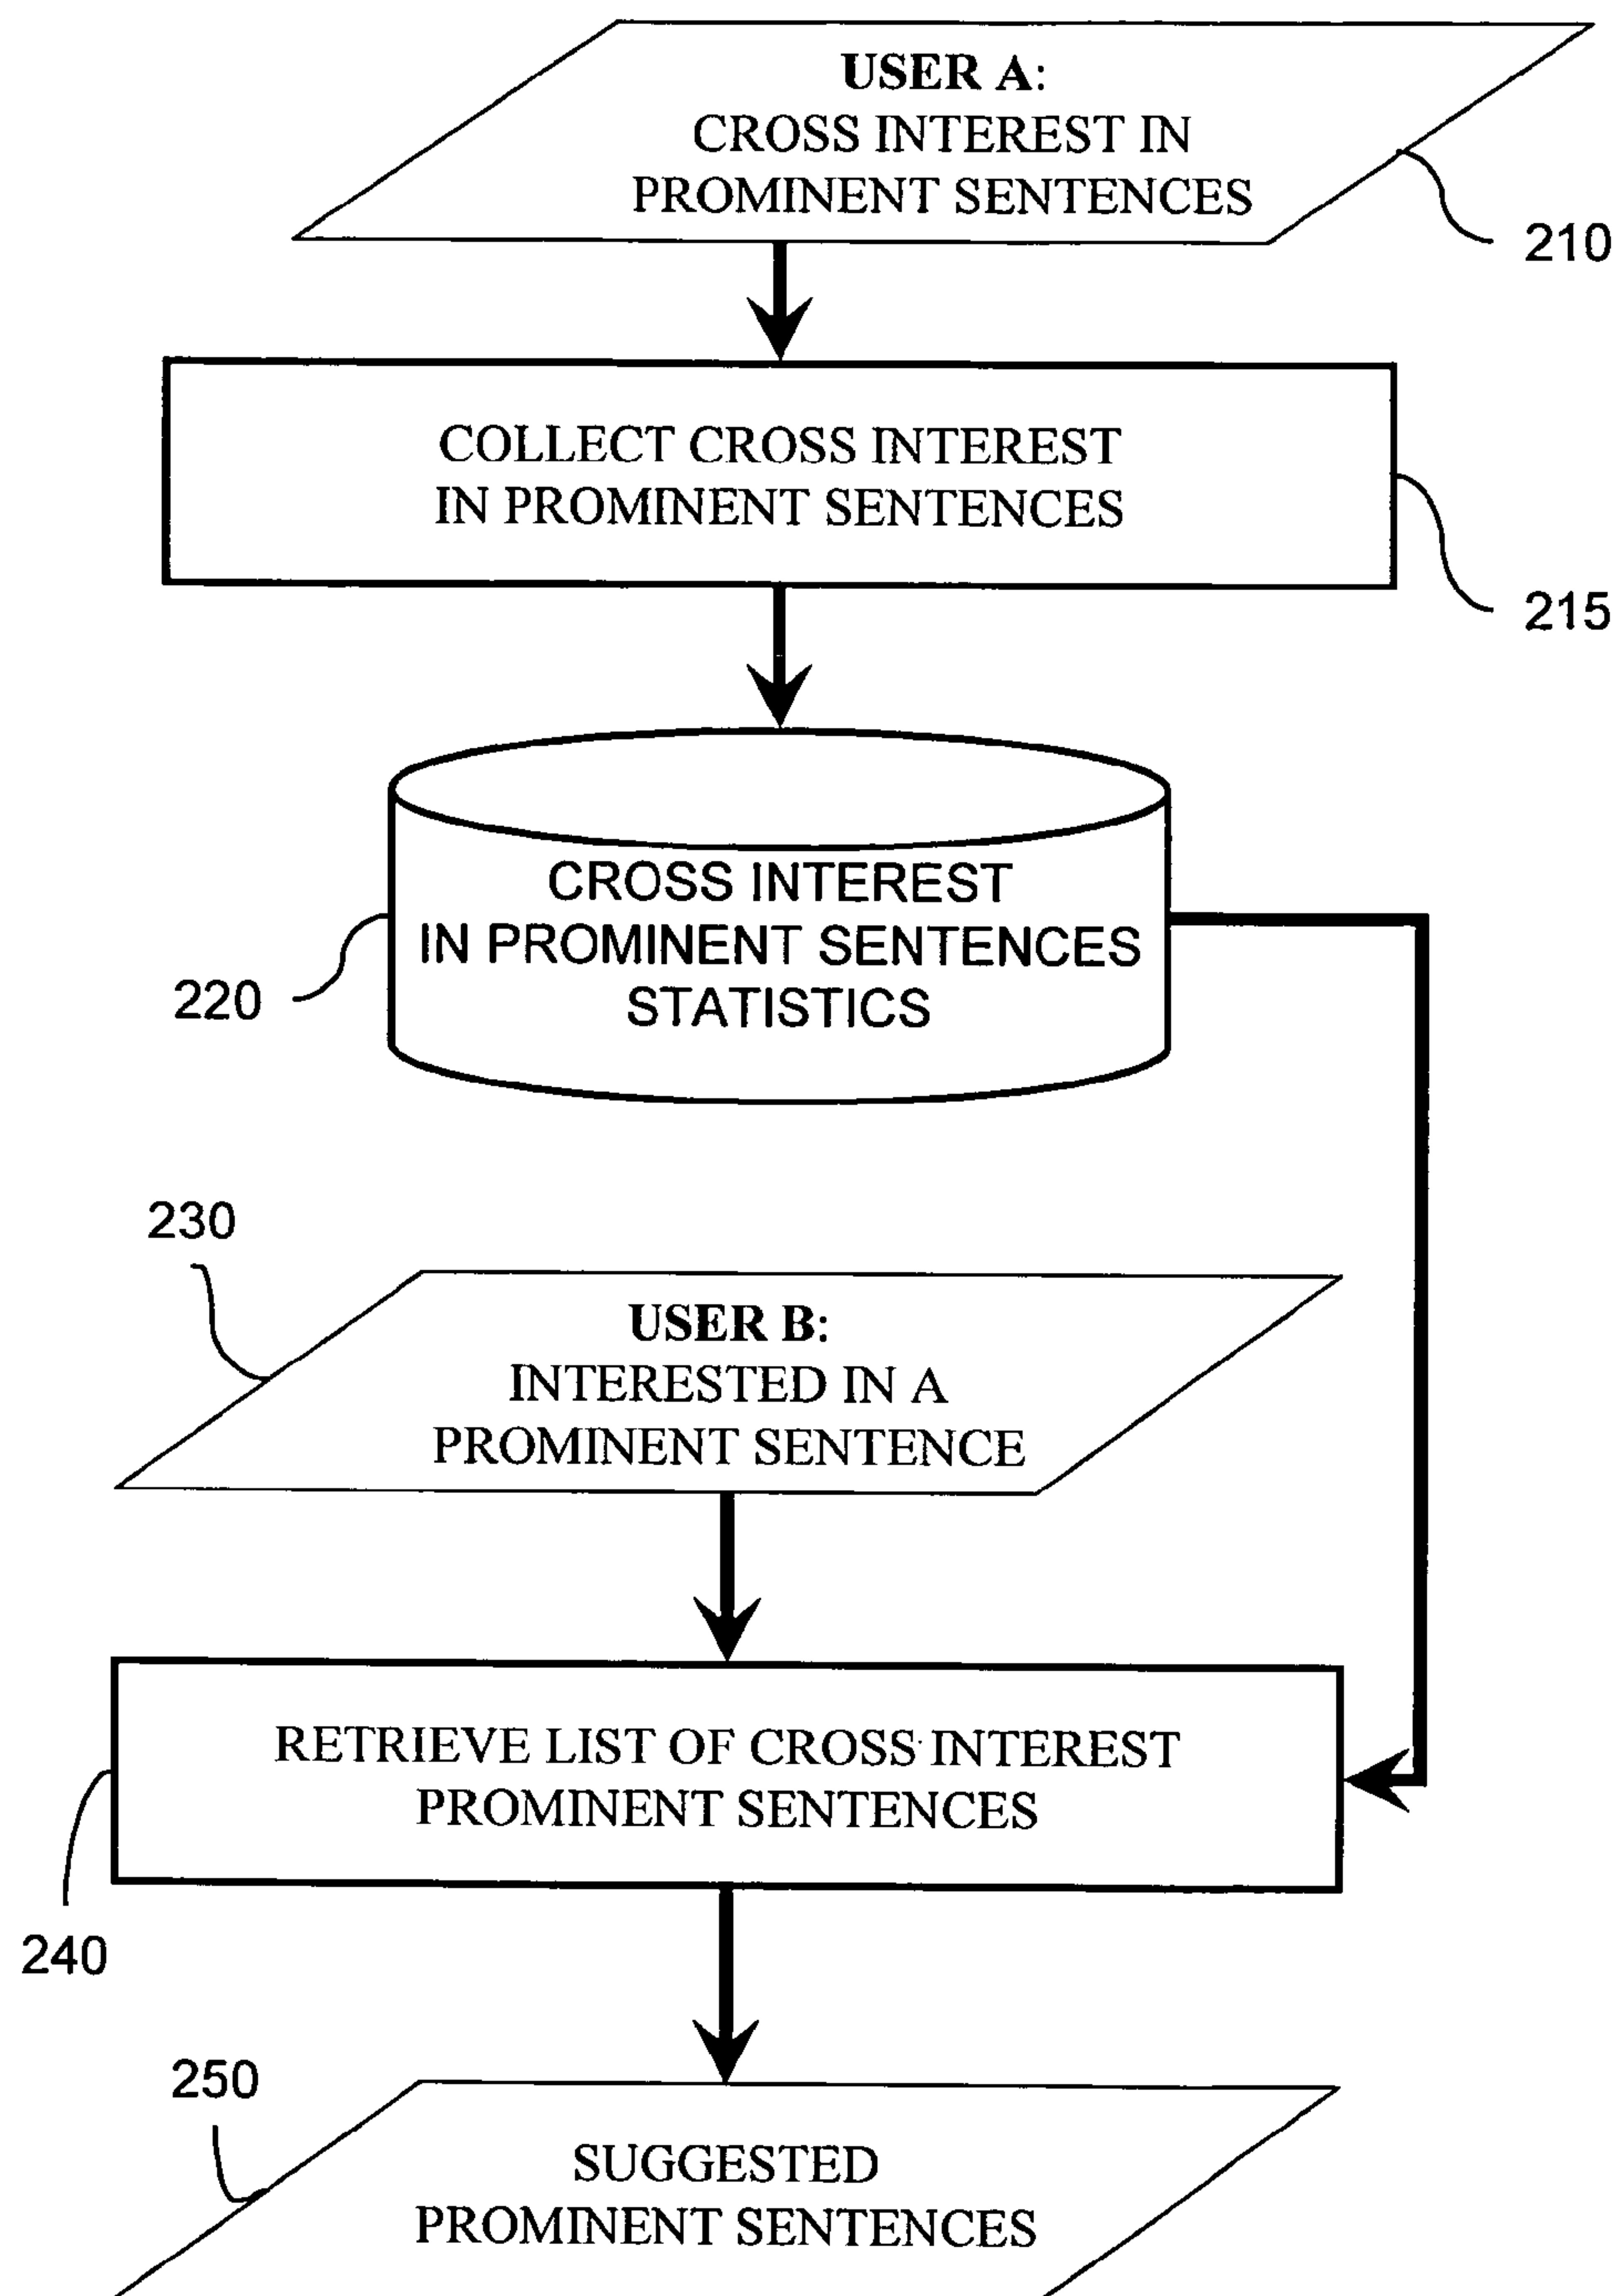 USER A:
CROSS INTEREST IN
PROMINENT SENTENCES
210
COLLECT CROSS INTEREST
IN PROMINENT SENTENCES
215
CROSS INTEREST
IN PROMINENT SENTENCES
STATISTICS
220
230
USER B:
INTERESTED IN A
PROMINENT SENTENCE
RETRIEVE LIST OF CROSS INTEREST
PROMINENT SENTENCES
240
250
SUGGESTED
PROMINENT SENTENCES